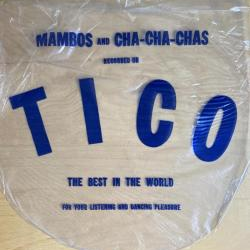 MAMBOS AND CHA-CHA-CHAS
RECORDED ON
TICO
THE BEST IN THE WORLD
FOR YOUR LISTENING AND DANCING PLEASURE